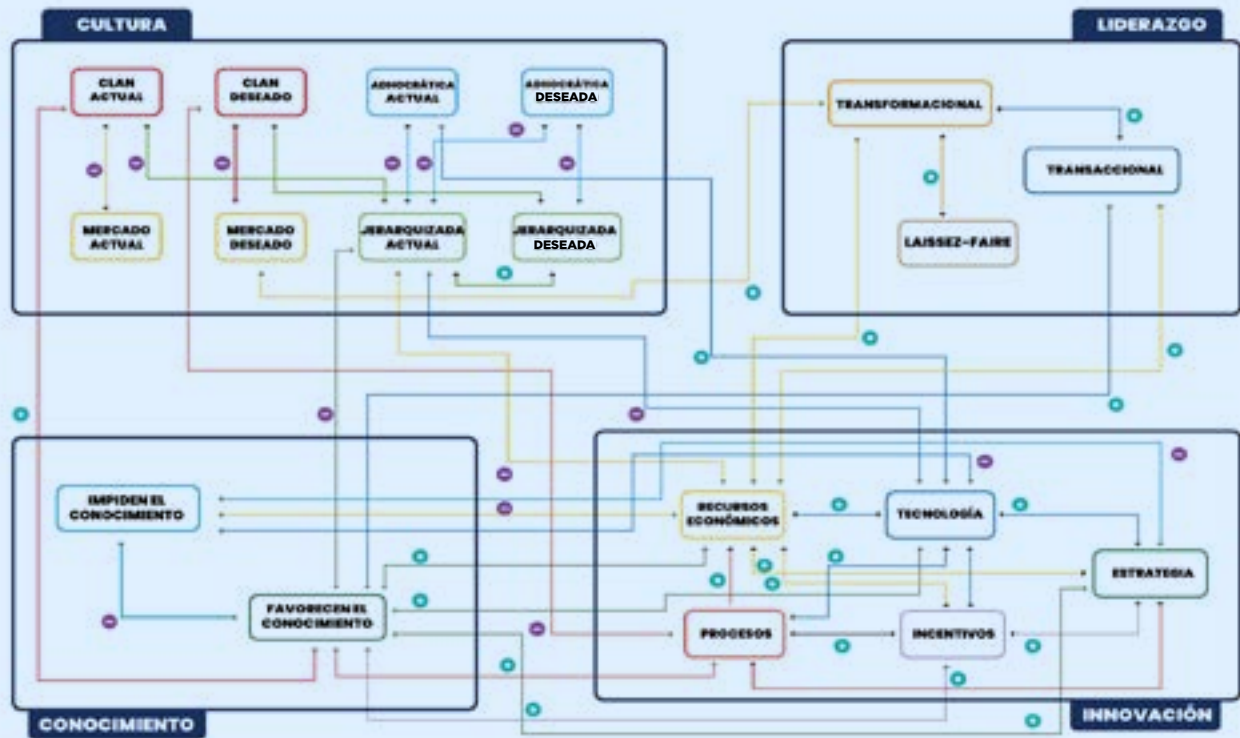 CULTURA
LIDERAZGO
CLAN
ACTUAL
CLAN
DESEADO
ADHOCRÁTICA
ACTUAL
ADHOCRÁTICA
DESEADA
TRANSFORMACIONAL
TRANSACCIONAL
MERCADO
ACTUAL
MERCADO
DESEADO
JERARQUIZADA
ACTUAL
JERARQUIZADA
DESEADA
LAISSEZ-FAIRE
IMPIDEN EL
CONOCIMIENTO
RECURSOS
ECONÓMICOS
TECNOLOGÍA
ESTRATEGIA
FAVORECEN EL
CONOCIMIENTO
PROCESOS
INCENTIVOS
CONOCIMIENTO
INNOVACIÓN